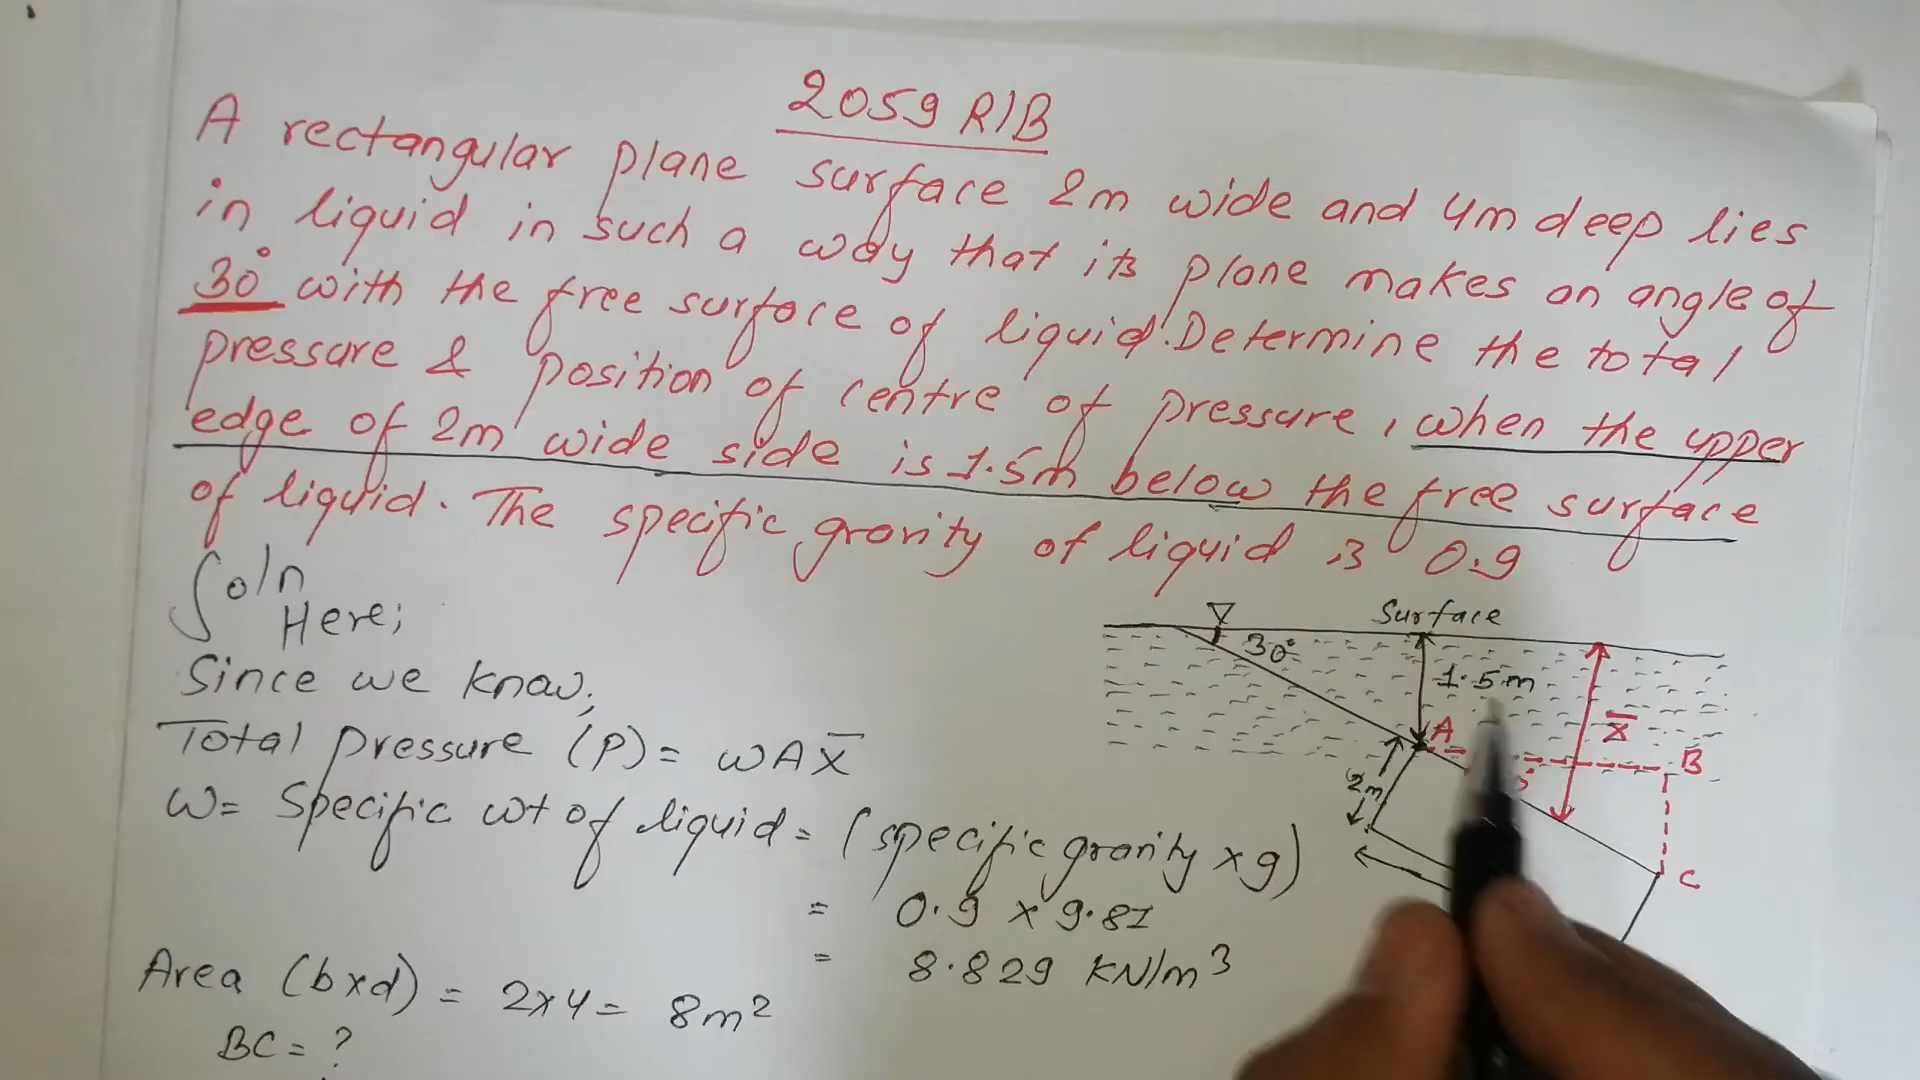 2059 R/B
A rectangular plane surface 2m wide and 4m deep lies
in liquid in such a way that its plane makes an angle of
30° with the free surface of liquid. Determine the total
pressure & position of centre of pressure, when the upper
edge of 2m wide side is 1.5m below the free surface
of liquid. The specific gravity of liquid is 0.9
Soln
Here;
Since we know;
Total pressure (P) = wAx̅
w = Specific wt of liquid = (specific gravity x g)
= 0.9 x 9.81
= 8.829 KN/m³
Area (bxd) = 2x4 = 8m²
BC = ?
Surface
30°
1.5m
A
x̅
B
2m
C